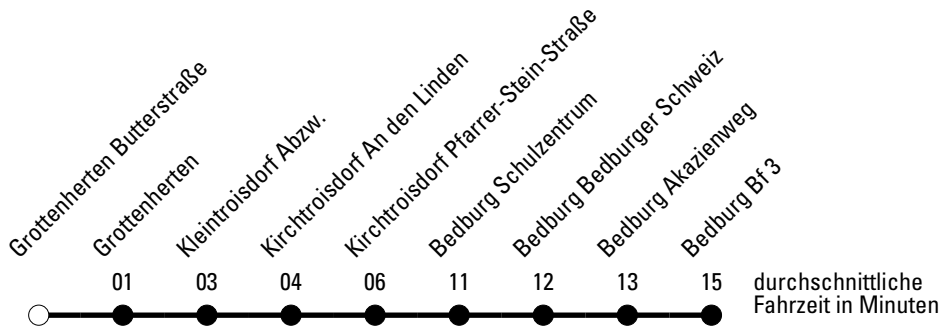 Grottenherten Butterstraße
Grottenherten
Kleintroisdorf Abzw.
Kirchtroisdorf An den Linden
Kirchtroisdorf Pfarrer-Stein-Straße
Bedburg Schulzentrum
Bedburg Bedburger Schweiz
Bedburg Akazienweg
Bedburg Bf 3
01 03 04 06 11 12 13 15 durchschnittliche
Fahrzeit in Minuten